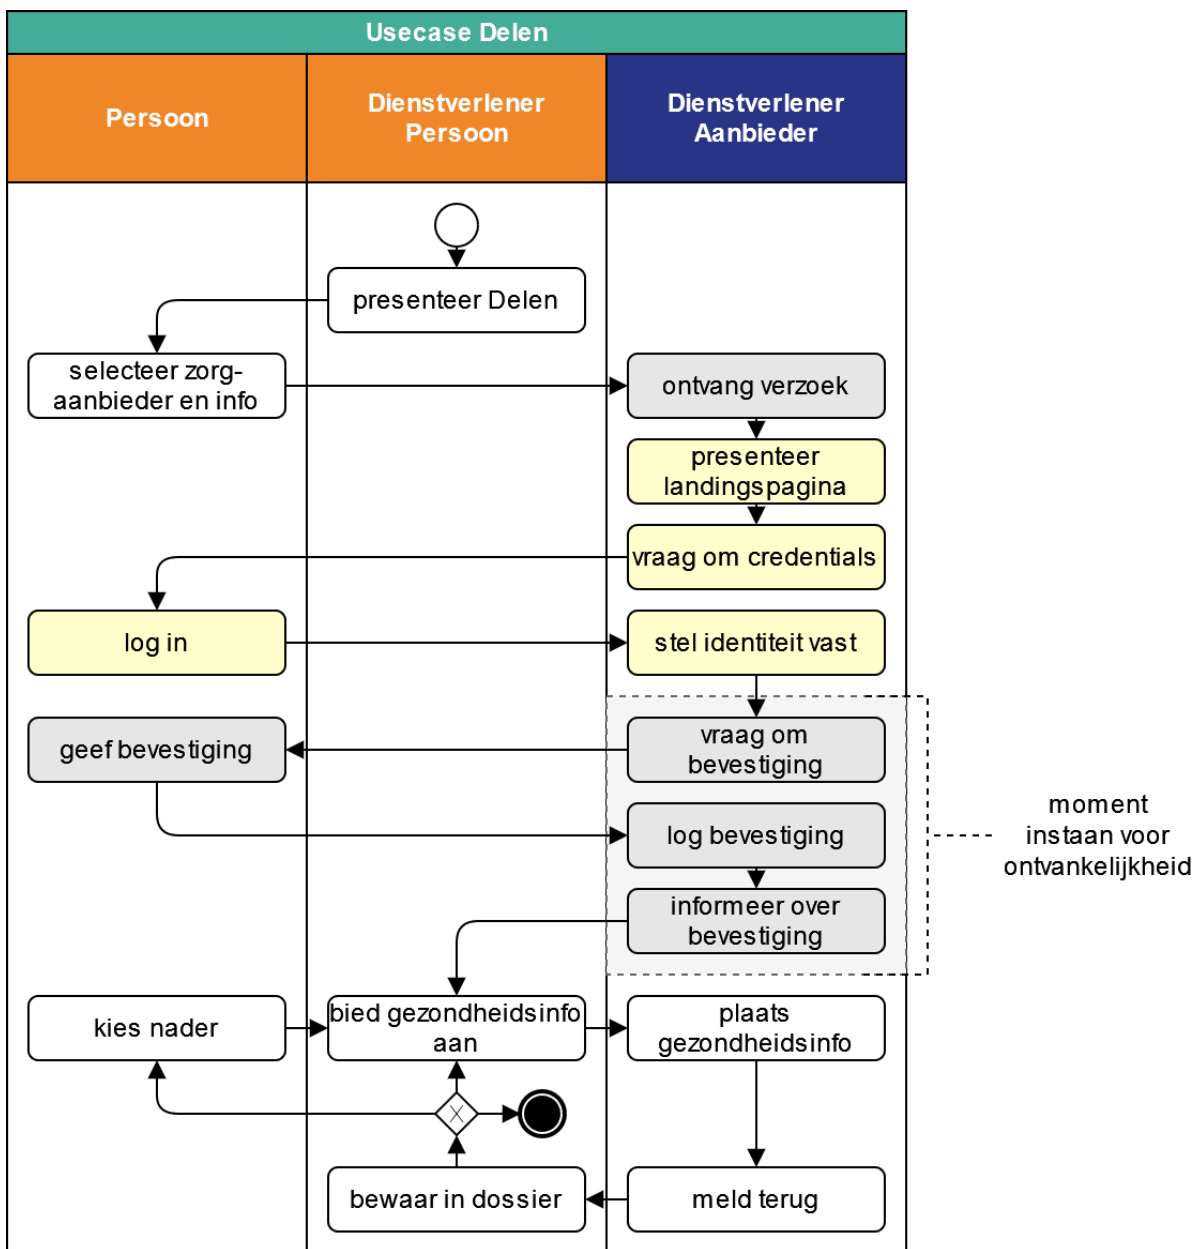 Usecase Delen
Persoon
Dienstverlener
Persoon
Dienstverlener
Aanbieder
presenteer Delen
selecteer zorg-
aanbieder en info
ontvang verzoek
presenteer
landingspagina
vraag om credentials
log in
stel identiteit vast
geef bevestiging
vraag om
bevestiging
log bevestiging
informeer over
bevestiging
moment
instaan voor
ontvankelijkheid
kies nader
bied gezondheidsinfo
aan
plaats
gezondheidsinfo
X
bewaar in dossier
meld terug